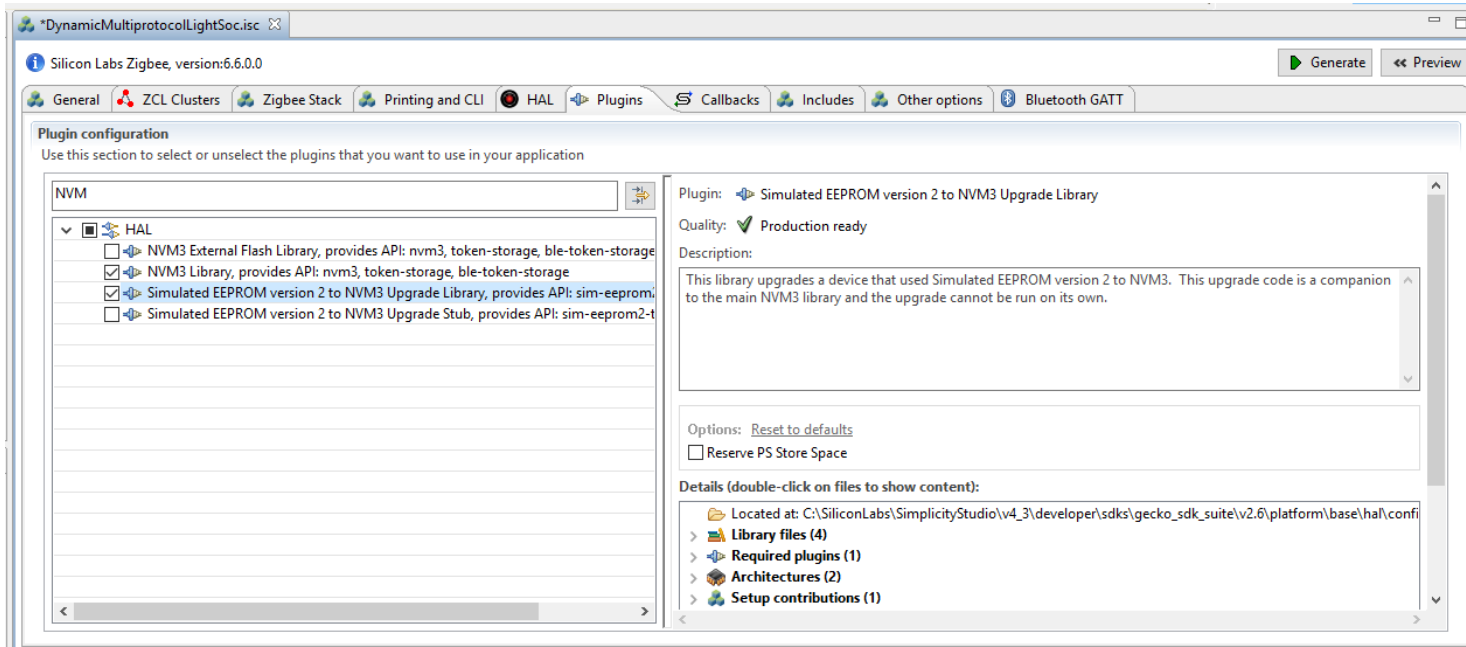 *DynamicMultiprotocolLightSoc.isc
Silicon Labs Zigbee, version:6.6.0.0
Generate
Preview
General
ZCL Clusters
Zigbee Stack
Printing and CLI
HAL
Plugins
Callbacks
Includes
Other options
Bluetooth GATT
Plugin configuration
Use this section to select or unselect the plugins that you want to use in your application
NVM
HAL
NVM3 External Flash Library, provides API: nvm3, token-storage, ble-token-storage
NVM3 Library, provides API: nvm3, token-storage, ble-token-storage
Simulated EEPROM version 2 to NVM3 Upgrade Library, provides API: sim-eeprom
Simulated EEPROM version 2 to NVM3 Upgrade Stub, provides API: sim-eeprom2-t
Plugin: Simulated EEPROM version 2 to NVM3 Upgrade Library
Quality: Production ready
Description:
This library upgrades a device that used Simulated EEPROM version 2 to NVM3. This upgrade code is a companion
to the main NVM3 library and the upgrade cannot be run on its own.
Options: Reset to defaults
Reserve PS Store Space
Details (double-click on files to show content):
Located at: C:\SiliconLabs\SimplicityStudio\v4_3\developer\sdks\gecko_sdk_suite\v2.6\platform\base\hal\confi
Library files (4)
Required plugins (1)
Architectures (2)
Setup contributions (1)